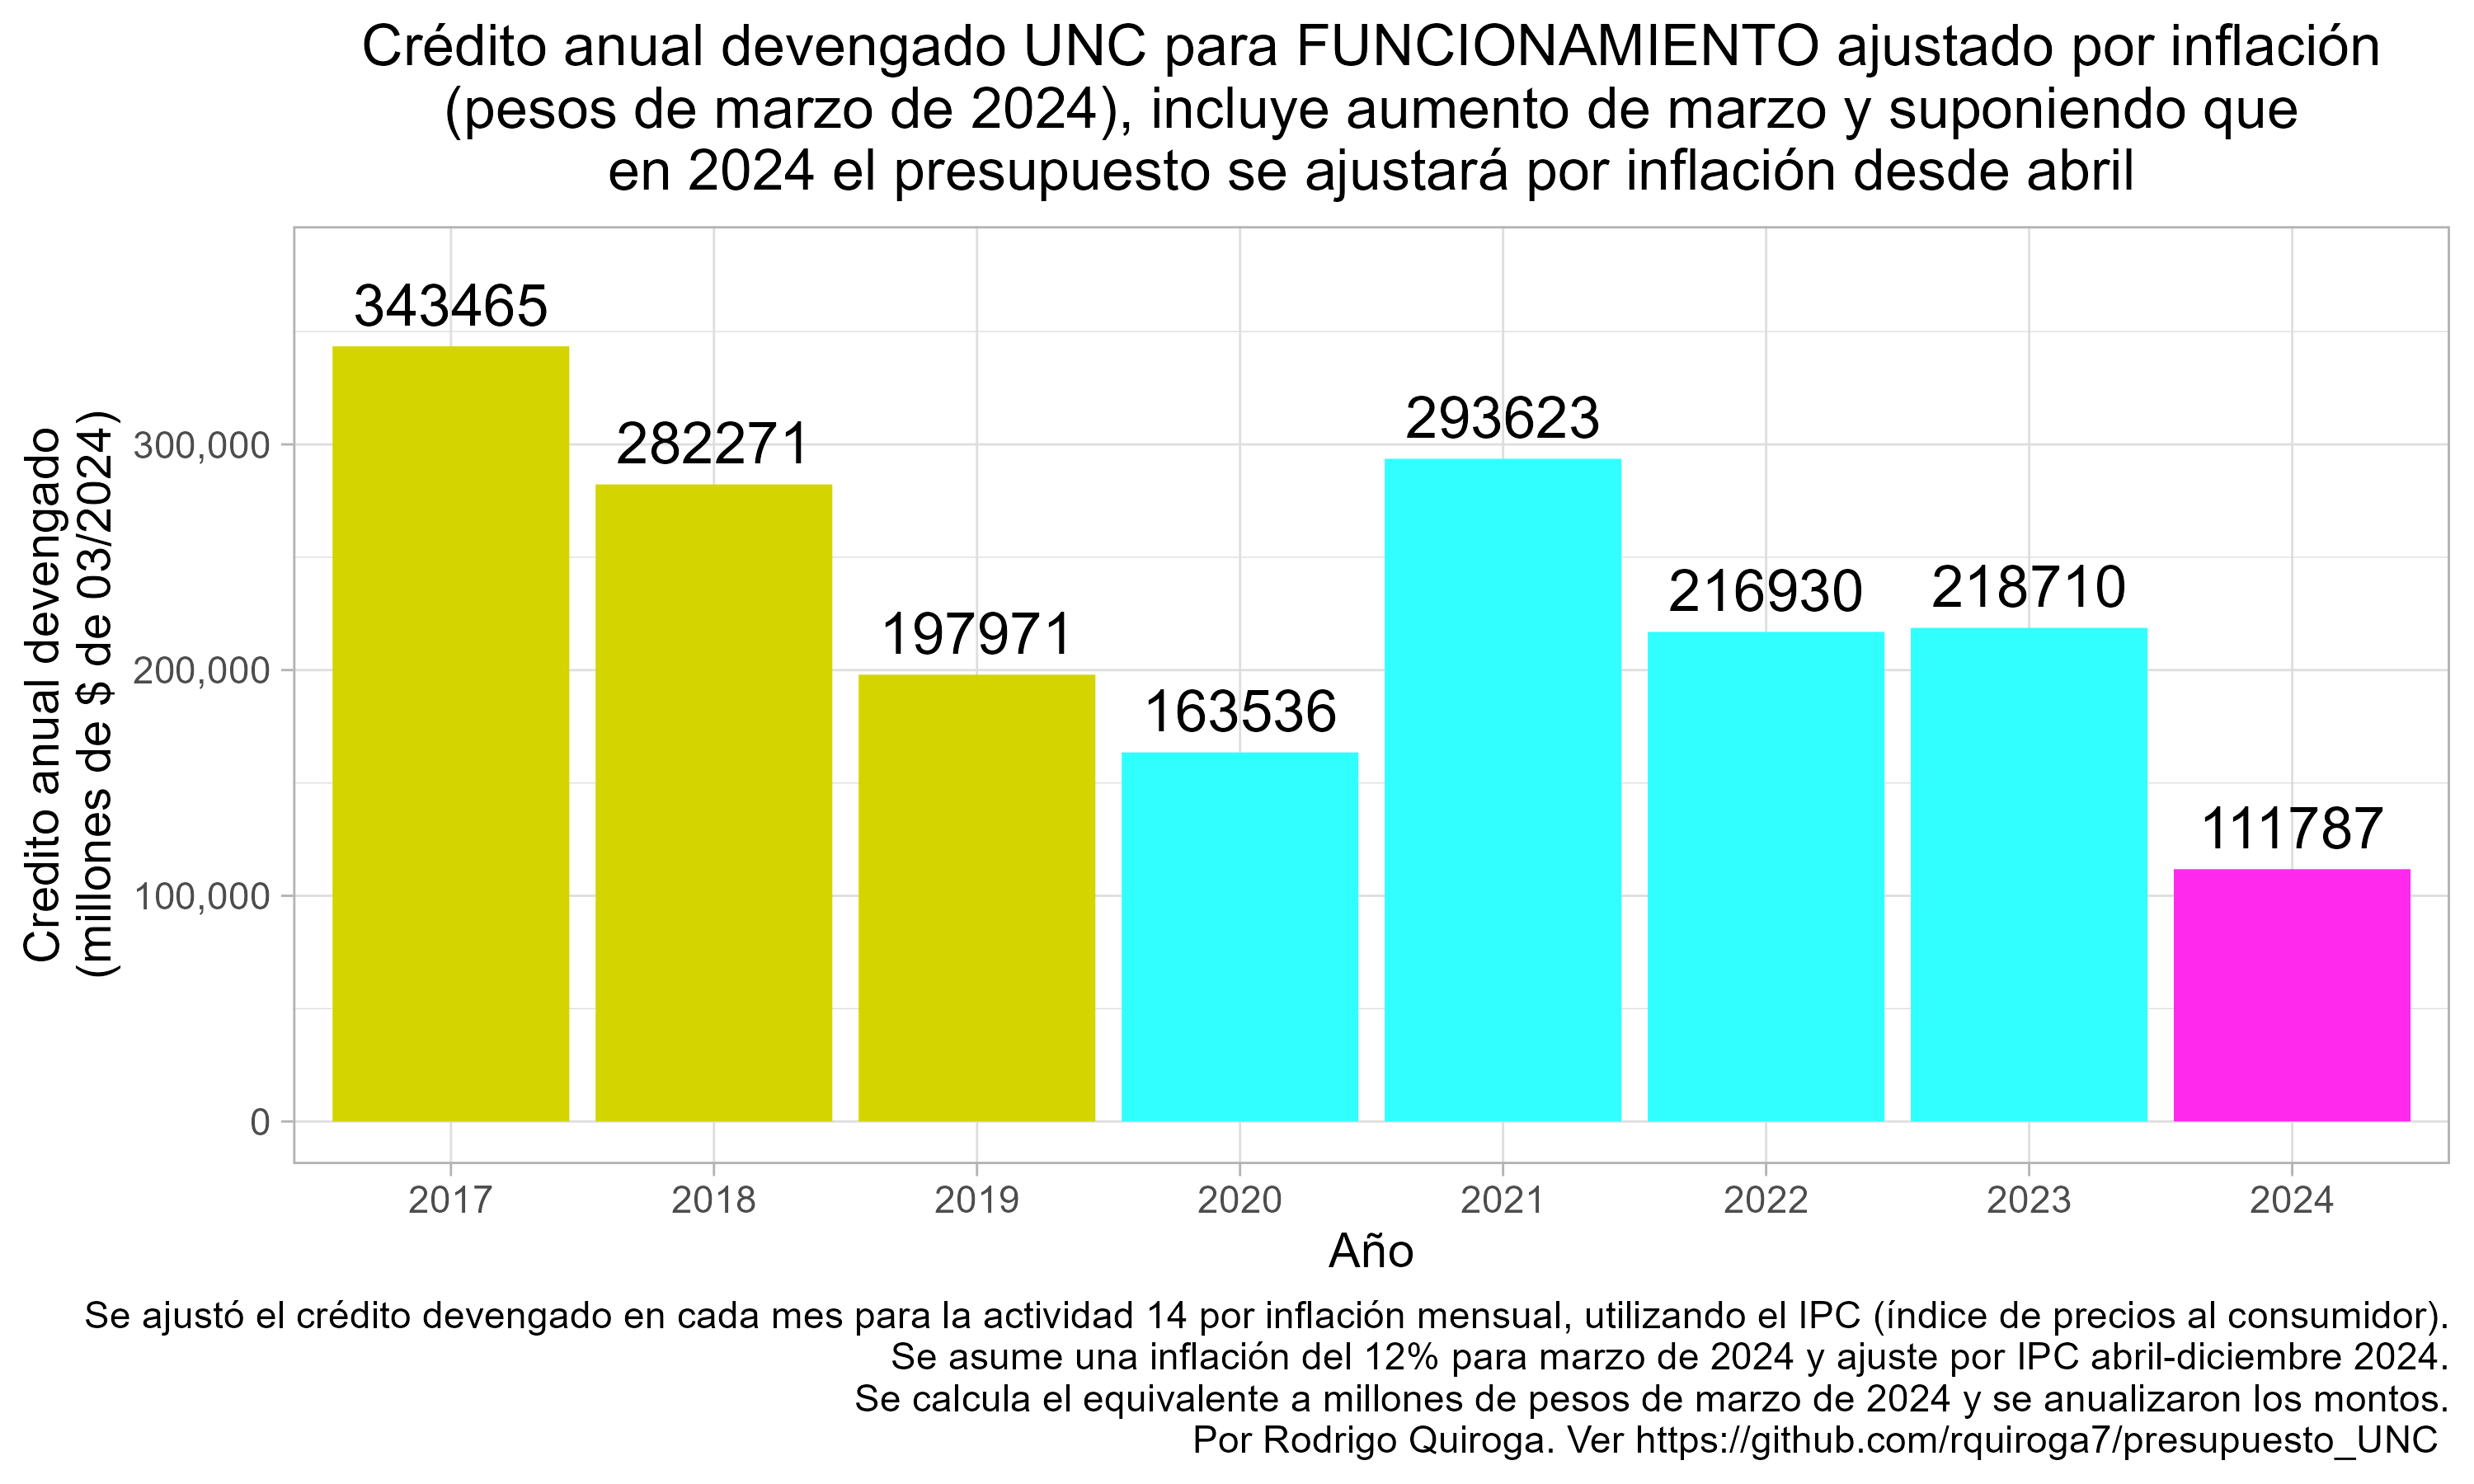 Crédito anual devengado UNC para FUNCIONAMIENTO ajustado por inflación
(pesos de marzo de 2024), incluye aumento de marzo y suponiendo que
en 2024 el presupuesto se ajustará por inflación desde abril
Credito anual devengado
(millones de $ de 03/2024)
300,000
200,000
100,000
0
343465
282271
197971
163536
293623
216930
218710
111787
2017
2018
2019
2020
2021
2022
2023
2024
Año
Se ajustó el crédito devengado en cada mes para la actividad 14 por inflación mensual, utilizando el IPC (índice de precios al consumidor).
Se asume una inflación del 12% para marzo de 2024 y ajuste por IPC abril-diciembre 2024.
Se calcula el equivalente a millones de pesos de marzo de 2024 y se anualizaron los montos.
Por Rodrigo Quiroga. Ver https://github.com/rquiroga7/presupuesto_UNC